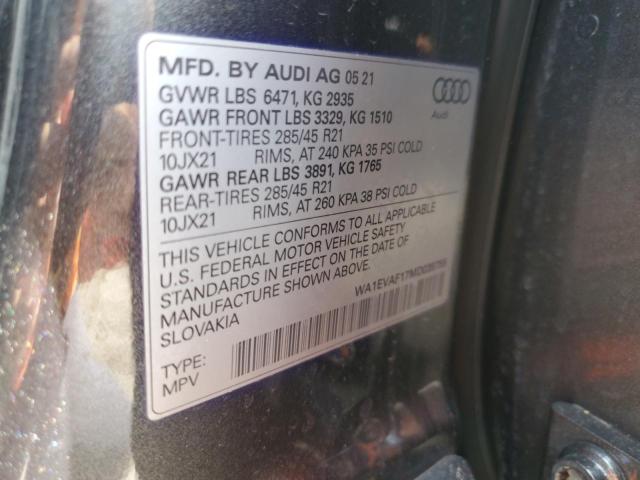 MFD. BY AUDI AG 05 21
GVWR LBS 6471, KG 2935
GAWR FRONT LBS 3329, KG 1510
FRONT-TIRES 285/45 R21
10JX21 RIMS, AT 240 KPA 35 PSI COLD
GAWR REAR LBS 3891, KG 1765
REAR-TIRES 285/45 R21
10JX21 RIMS, AT 260 KPA 38 PSI COLD
Audi
THIS VEHICLE CONFORMS TO ALL APPLICABLE
U.S. FEDERAL MOTOR VEHICLE SAFETY
STANDARDS IN EFFECT ON THE DATE OF
MANUFACTURE SHOWN ABOVE.
SLOVAKIA
TYPE:
MPV